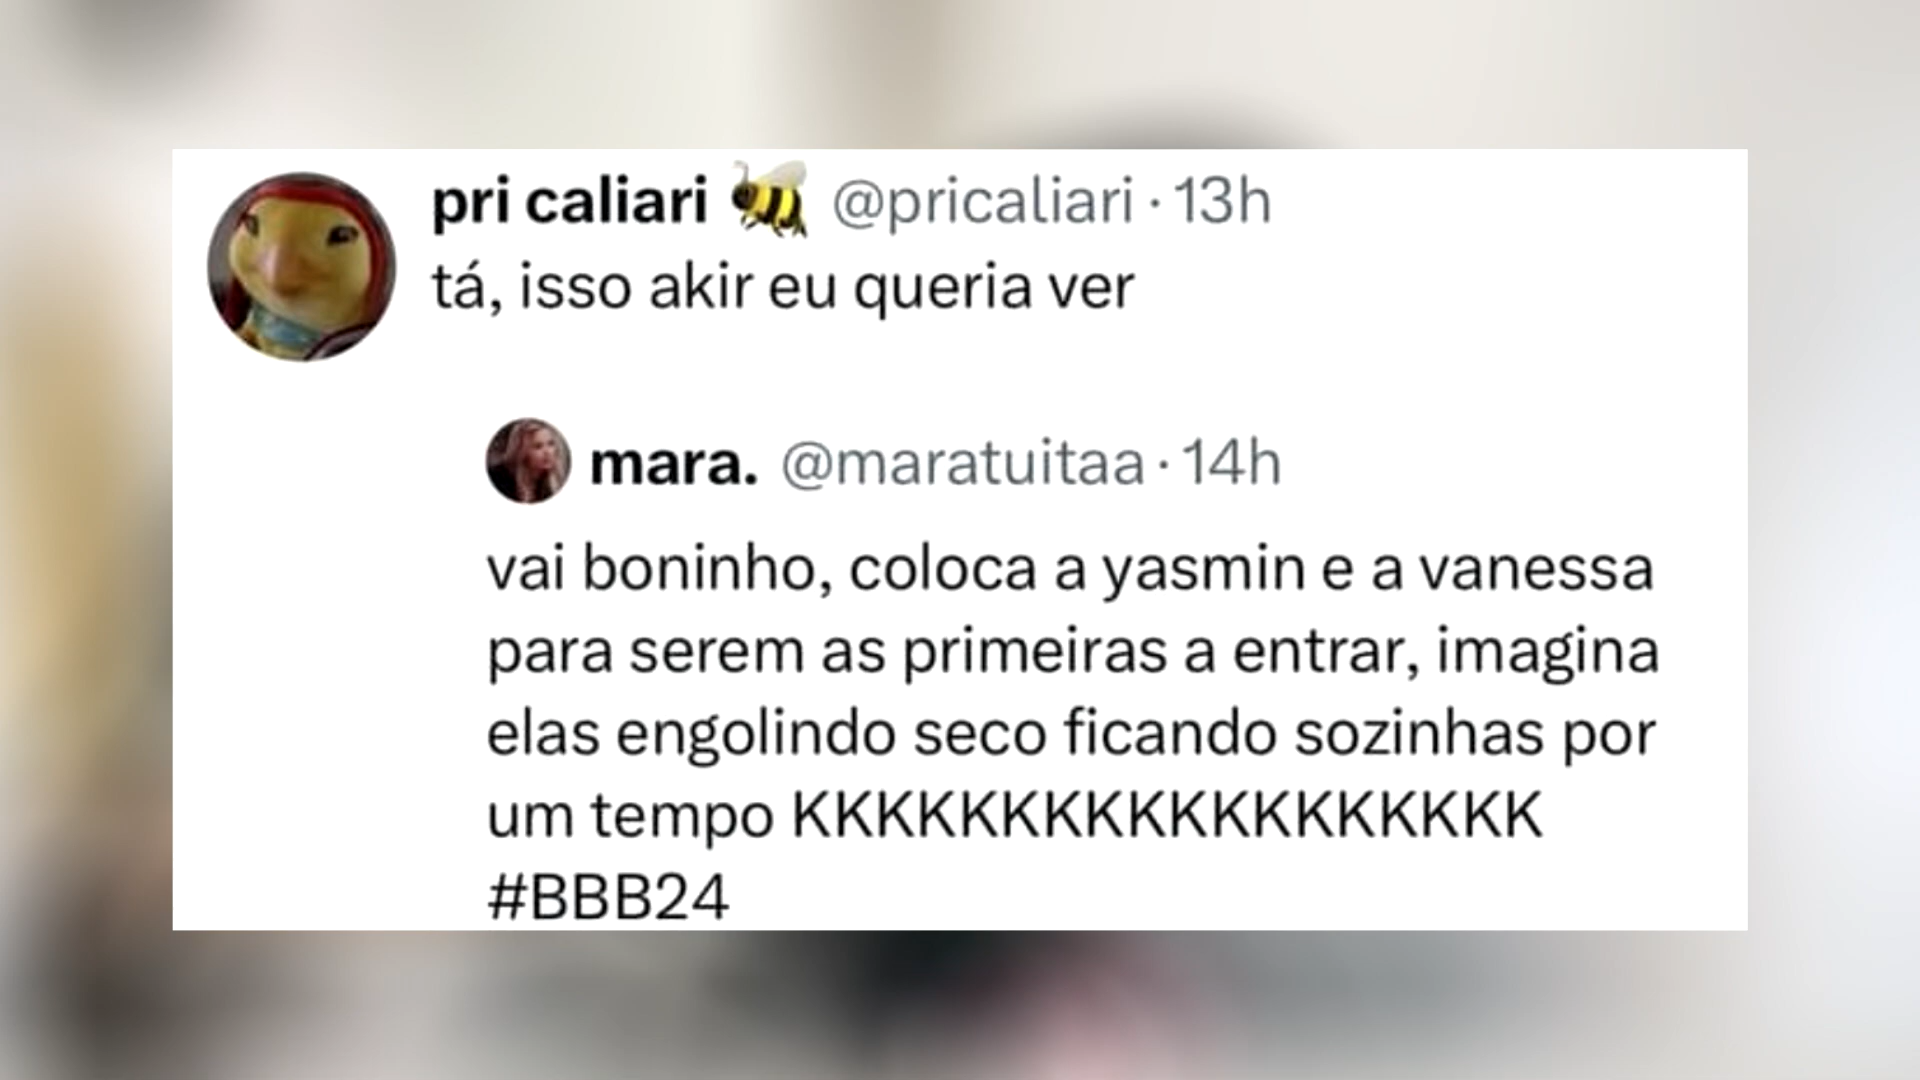 pri caliari 🐝 @pricaliari · 13h
tá, isso akir eu queria ver
mara. @maratuitaa · 14h
vai boninho, coloca a yasmin e a vanessa
para serem as primeiras a entrar, imagina
elas engolindo seco ficando sozinhas por
um tempo KKKKKKKKKKKKKKKKKK
#BBB24